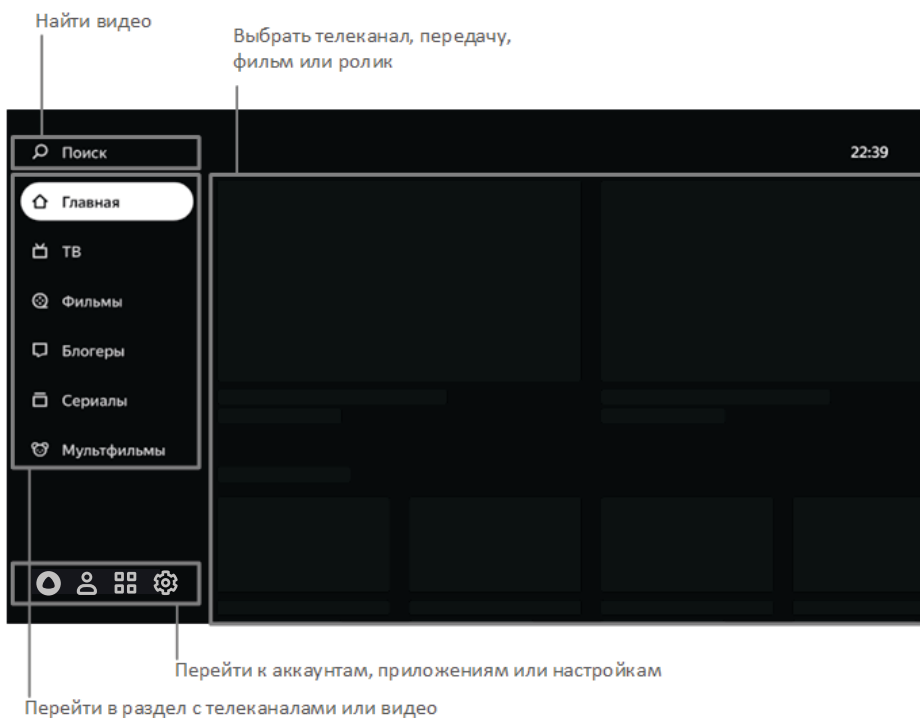 Найти видео
Выбрать телеканал, передачу,
фильм или ролик
Поиск
22:39
Главная
ТВ
Фильмы
Блогеры
Сериалы
Мультфильмы
Перейти к аккаунтам, приложениям или настройкам
Перейти в раздел с телеканалами или видео